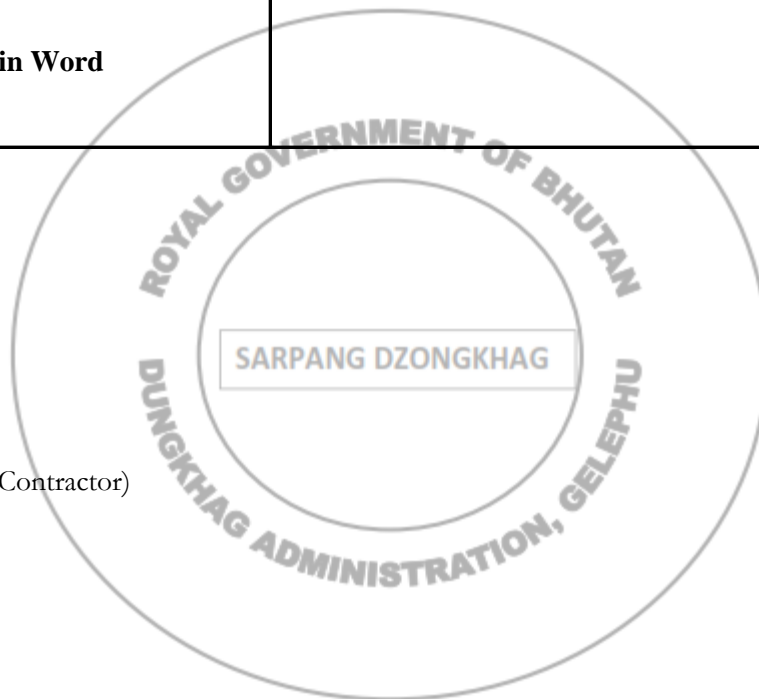 in Word
ROYAL GOVERNMENT OF BHUTAN
SARPANG DZONGKHAG
DUNGKHAG ADMINISTRATION, GELEPHU
Contractor)